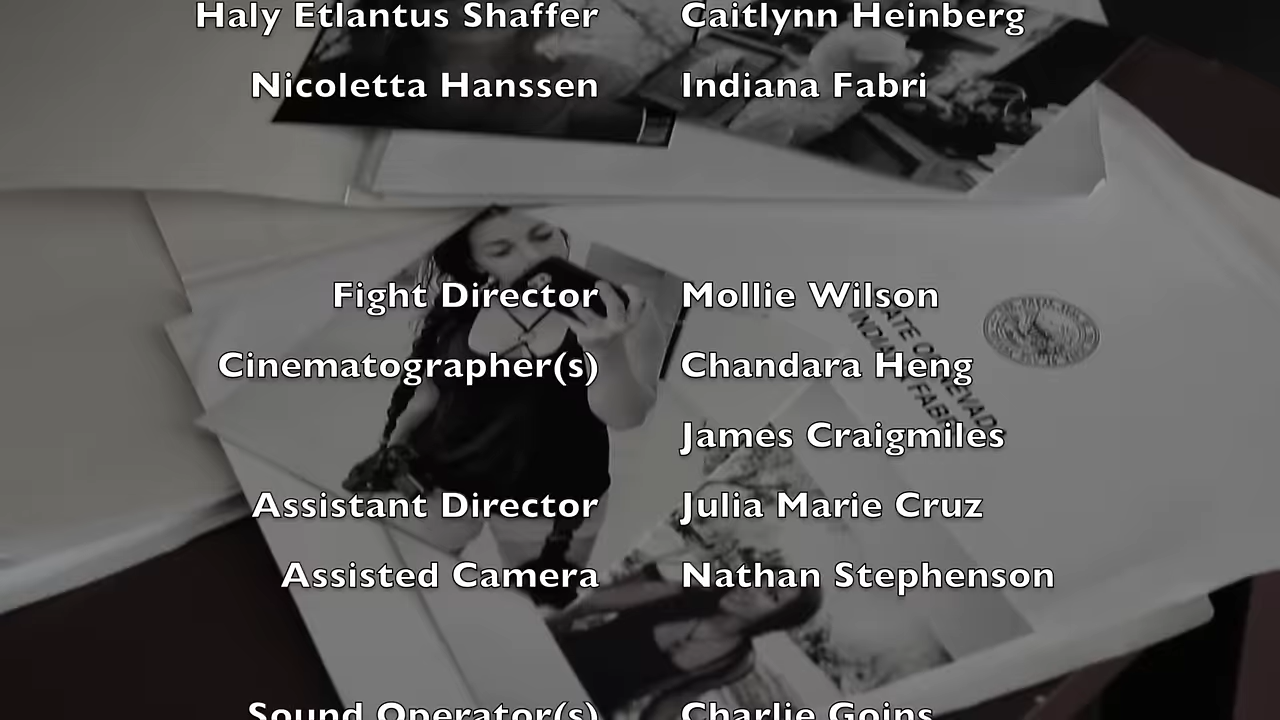 Haly Etlantus Shaffer Caitlynn Heinberg
Nicoletta Hanssen Indiana Fabri
Fight Director Mollie Wilson
Cinematographer(s) Chandara Heng
James Craigmiles
Assistant Director Julia Marie Cruz
Assisted Camera Nathan Stephenson
Sound Operator(s) Charlie Goins